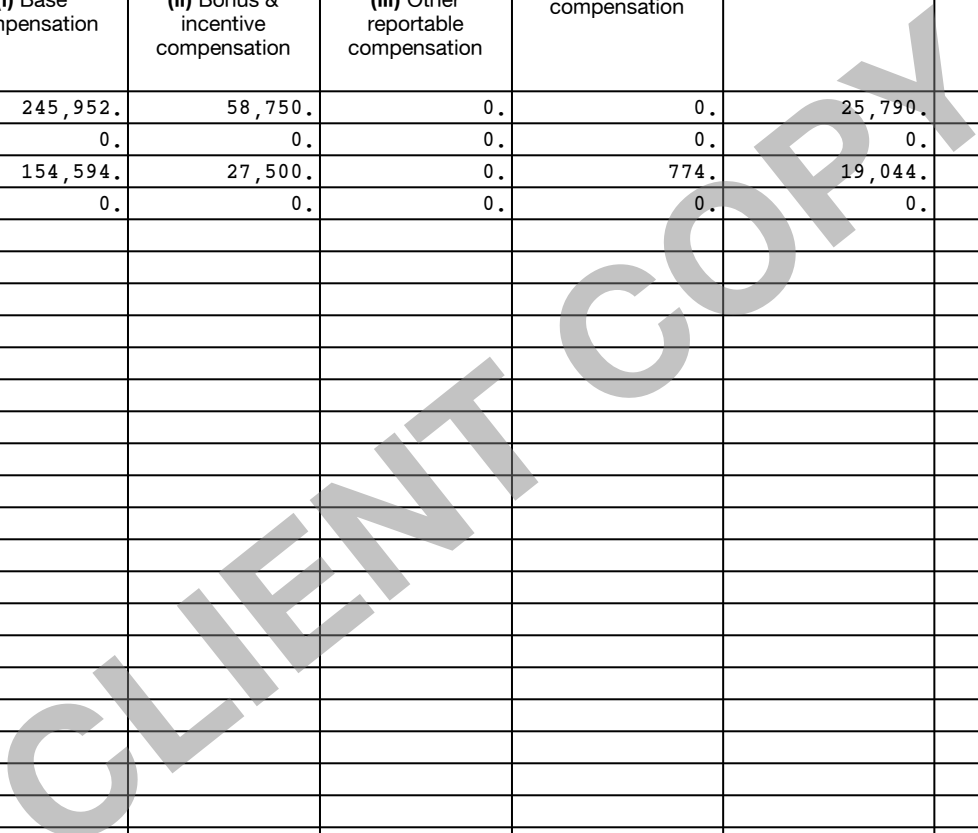 (i) Base
(ii) Bonus &
(iii) Other
compensation
mpensation
incentive
reportable
compensation
compensation
245,952. 58,750. 0. 0. 25,790.
0. 0. 0. 0. 0.
154,594. 27,500. 0. 774. 19,044.
0. 0. 0. 0. 0.
CLIENT COPY